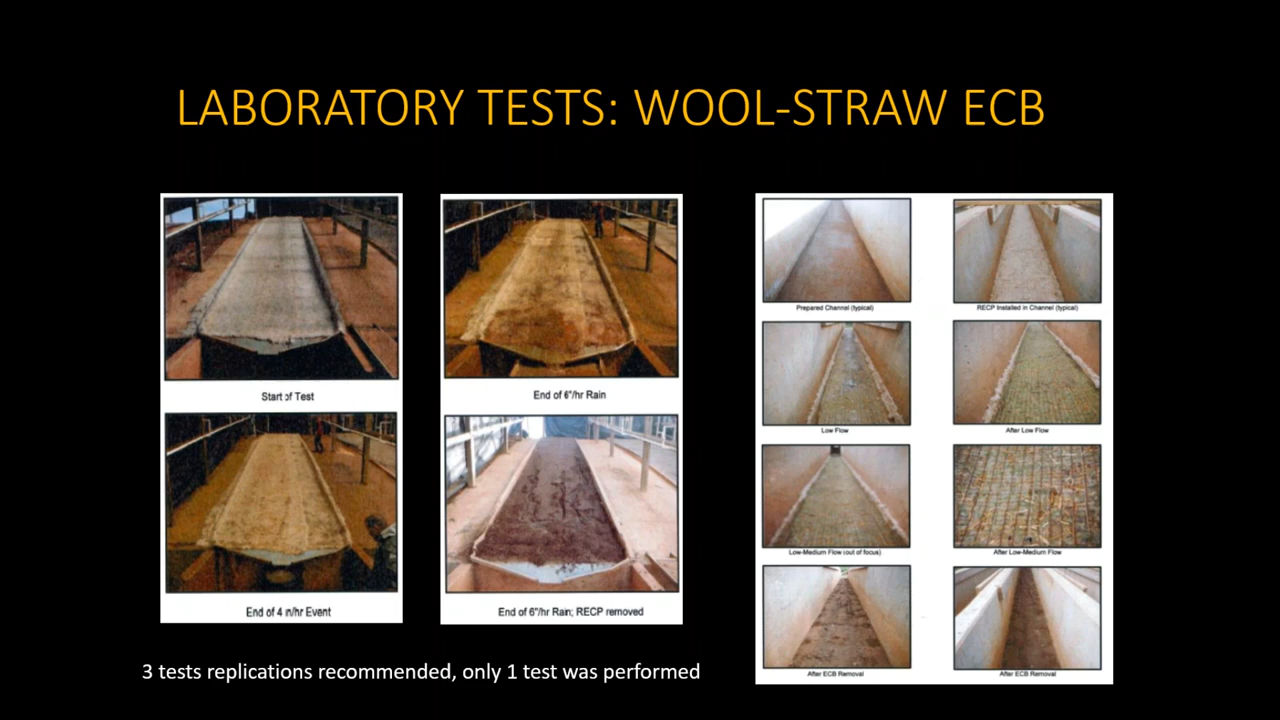 LABORATORY TESTS: WOOL-STRAW ECB
Start of Test
End of 6"/hr Rain
End of 4 in/hr Event
End of 6"/hr Rain; RECP removed
Prepared Channel (typical)
RECP Installed in Channel (typical)
Low Flow
After Low Flow
Low-Medium Flow (out of focus)
After Low-Medium Flow
After ECB Removal
After ECB Removal
3 tests replications recommended, only 1 test was performed